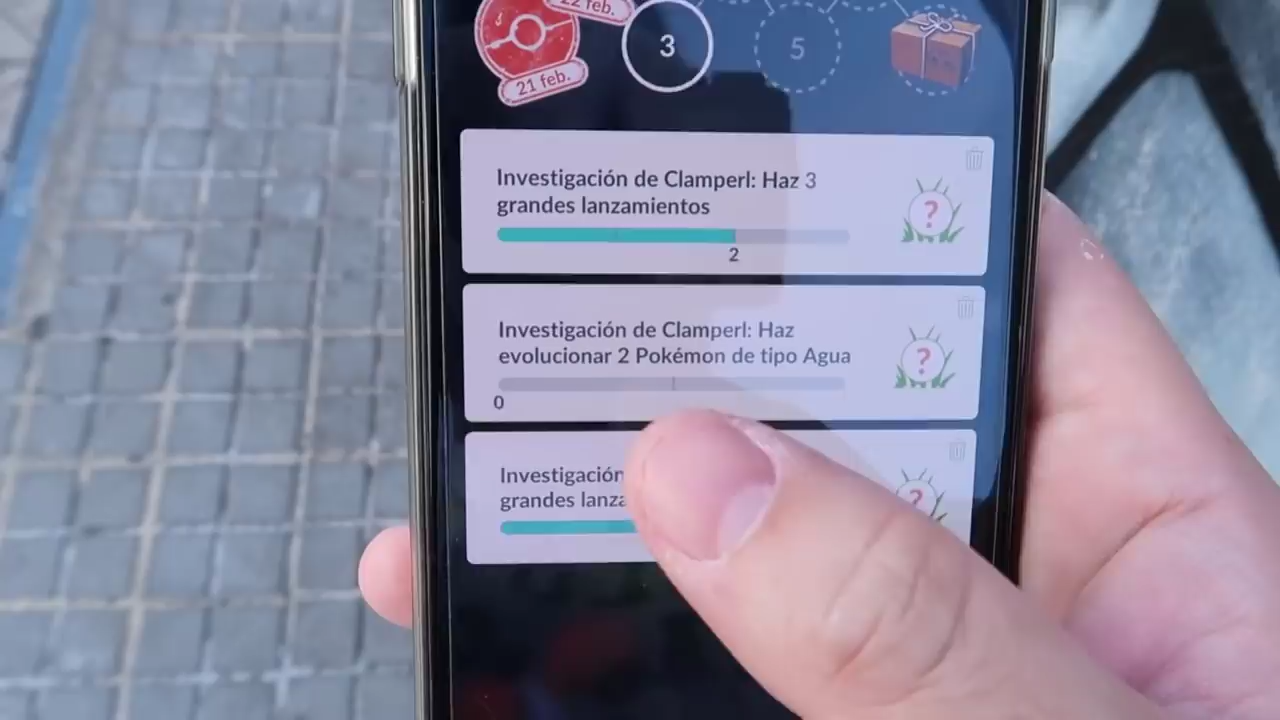 22 feb.
21 feb.
3
5
Investigación de Clamperl: Haz 3
grandes lanzamientos
2
Investigación de Clamperl: Haz
evolucionar 2 Pokémon de tipo Agua
0
Investigación
grandes lanza